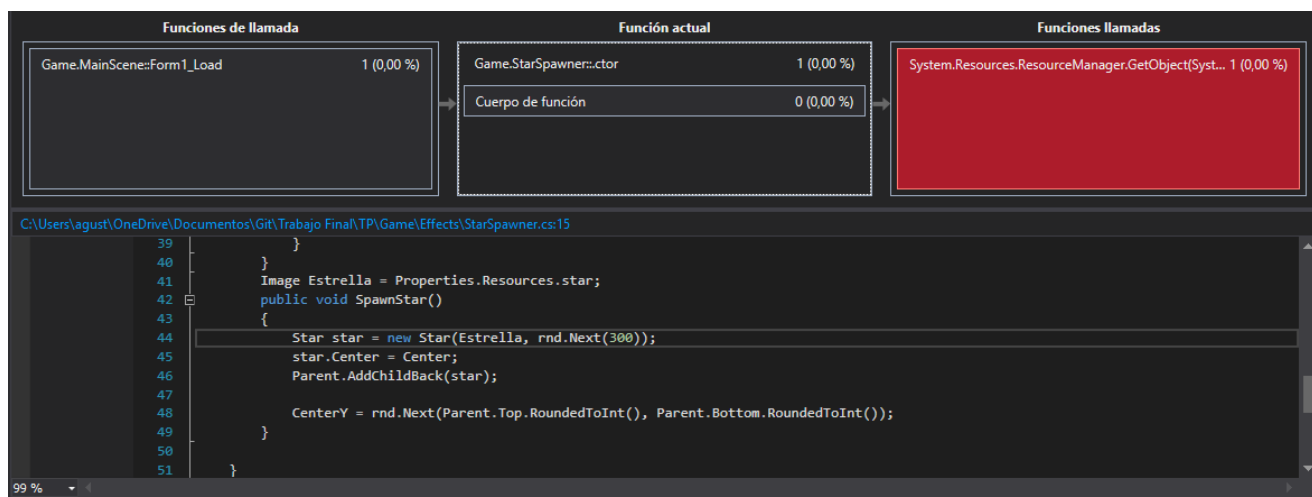 Funciones de llamada
Función actual
Funciones llamadas
Game.MainScene::Form1_Load 1 (0,00 %)
Game.StarSpawner::.ctor 1 (0,00 %)
Cuerpo de función 0 (0,00 %)
System.Resources.ResourceManager.GetObject(Syst... 1 (0,00 %)
C:\Users\agust\OneDrive\Documentos\Git\Trabajo Final\TP\Game\Effects\StarSpawner.cs:15
39 }
40 }
41 Image Estrella = Properties.Resources.star;
42 public void SpawnStar()
43 {
44 Star star = new Star(Estrella, rnd.Next(300));
45 star.Center = Center;
46 Parent.AddChildBack(star);
47
48 CenterY = rnd.Next(Parent.Top.RoundedToInt(), Parent.Bottom.RoundedToInt());
49 }
50
51 }
99 %